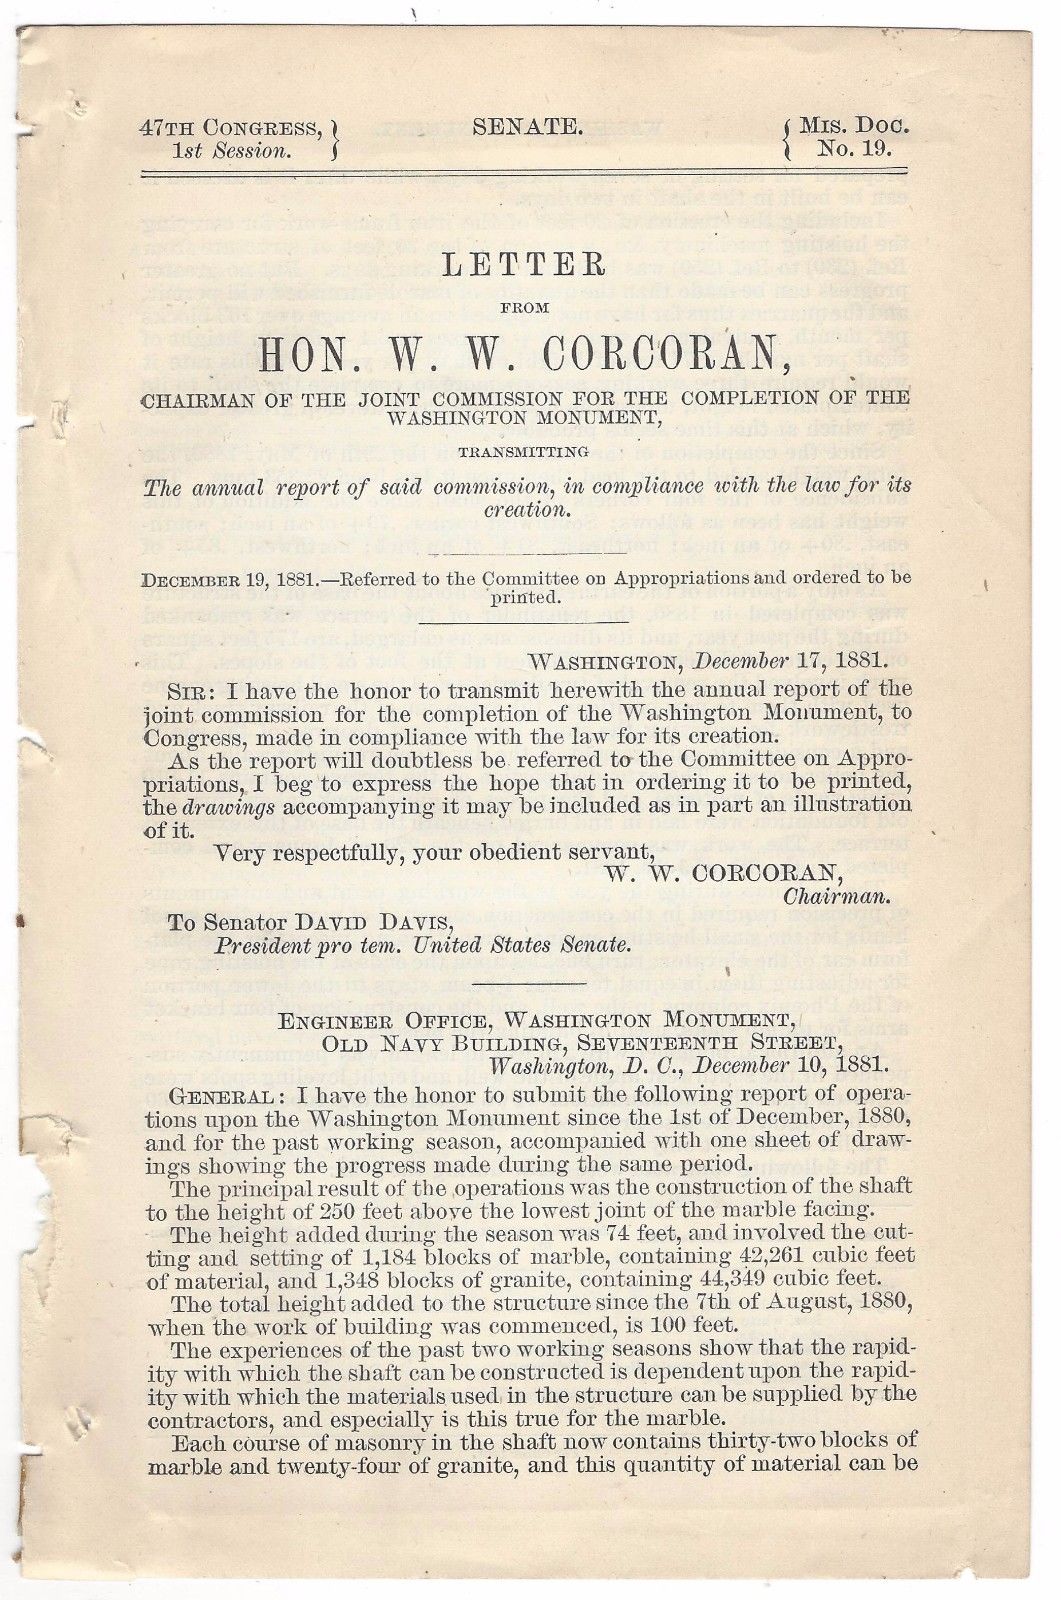 47TH CONGRESS, } SENATE. { MIS. DOC.
1st Session. } { No. 19.
LETTER
FROM
HON. W. W. CORCORAN,
CHAIRMAN OF THE JOINT COMMISSION FOR THE COMPLETION OF THE
WASHINGTON MONUMENT,
TRANSMITTING
The annual report of said commission, in compliance with the law for its
creation.
DECEMBER 19, 1881.—Referred to the Committee on Appropriations and ordered to be
printed.
WASHINGTON, December 17, 1881.
SIR: I have the honor to transmit herewith the annual report of the
joint commission for the completion of the Washington Monument, to
Congress, made in compliance with the law for its creation.
As the report will doubtless be referred to the Committee on Appro-
priations, I beg to express the hope that in ordering it to be printed,
the drawings accompanying it may be included as in part an illustration
of it.
Very respectfully, your obedient servant,
W. W. CORCORAN,
Chairman.
To Senator DAVID DAVIS,
President pro tem. United States Senate.
ENGINEER OFFICE, WASHINGTON MONUMENT,
OLD NAVY BUILDING, SEVENTEENTH STREET,
Washington, D. C., December 10, 1881.
GENERAL: I have the honor to submit the following report of opera-
tions upon the Washington Monument since the 1st of December, 1880,
and for the past working season, accompanied with one sheet of draw-
ings showing the progress made during the same period.
The principal result of the operations was the construction of the shaft
to the height of 250 feet above the lowest joint of the marble facing.
The height added during the season was 74 feet, and involved the cut-
ting and setting of 1,184 blocks of marble, containing 42,261 cubic feet
of material, and 1,348 blocks of granite, containing 44,349 cubic feet.
The total height added to the structure since the 7th of August, 1880,
when the work of building was commenced, is 100 feet.
The experiences of the past two working seasons show that the rapid-
ity with which the shaft can be constructed is dependent upon the rapid-
ity with which the materials used in the structure can be supplied by the
contractors, and especially is this true for the marble.
Each course of masonry in the shaft now contains thirty-two blocks of
marble and twenty-four of granite, and this quantity of material can be